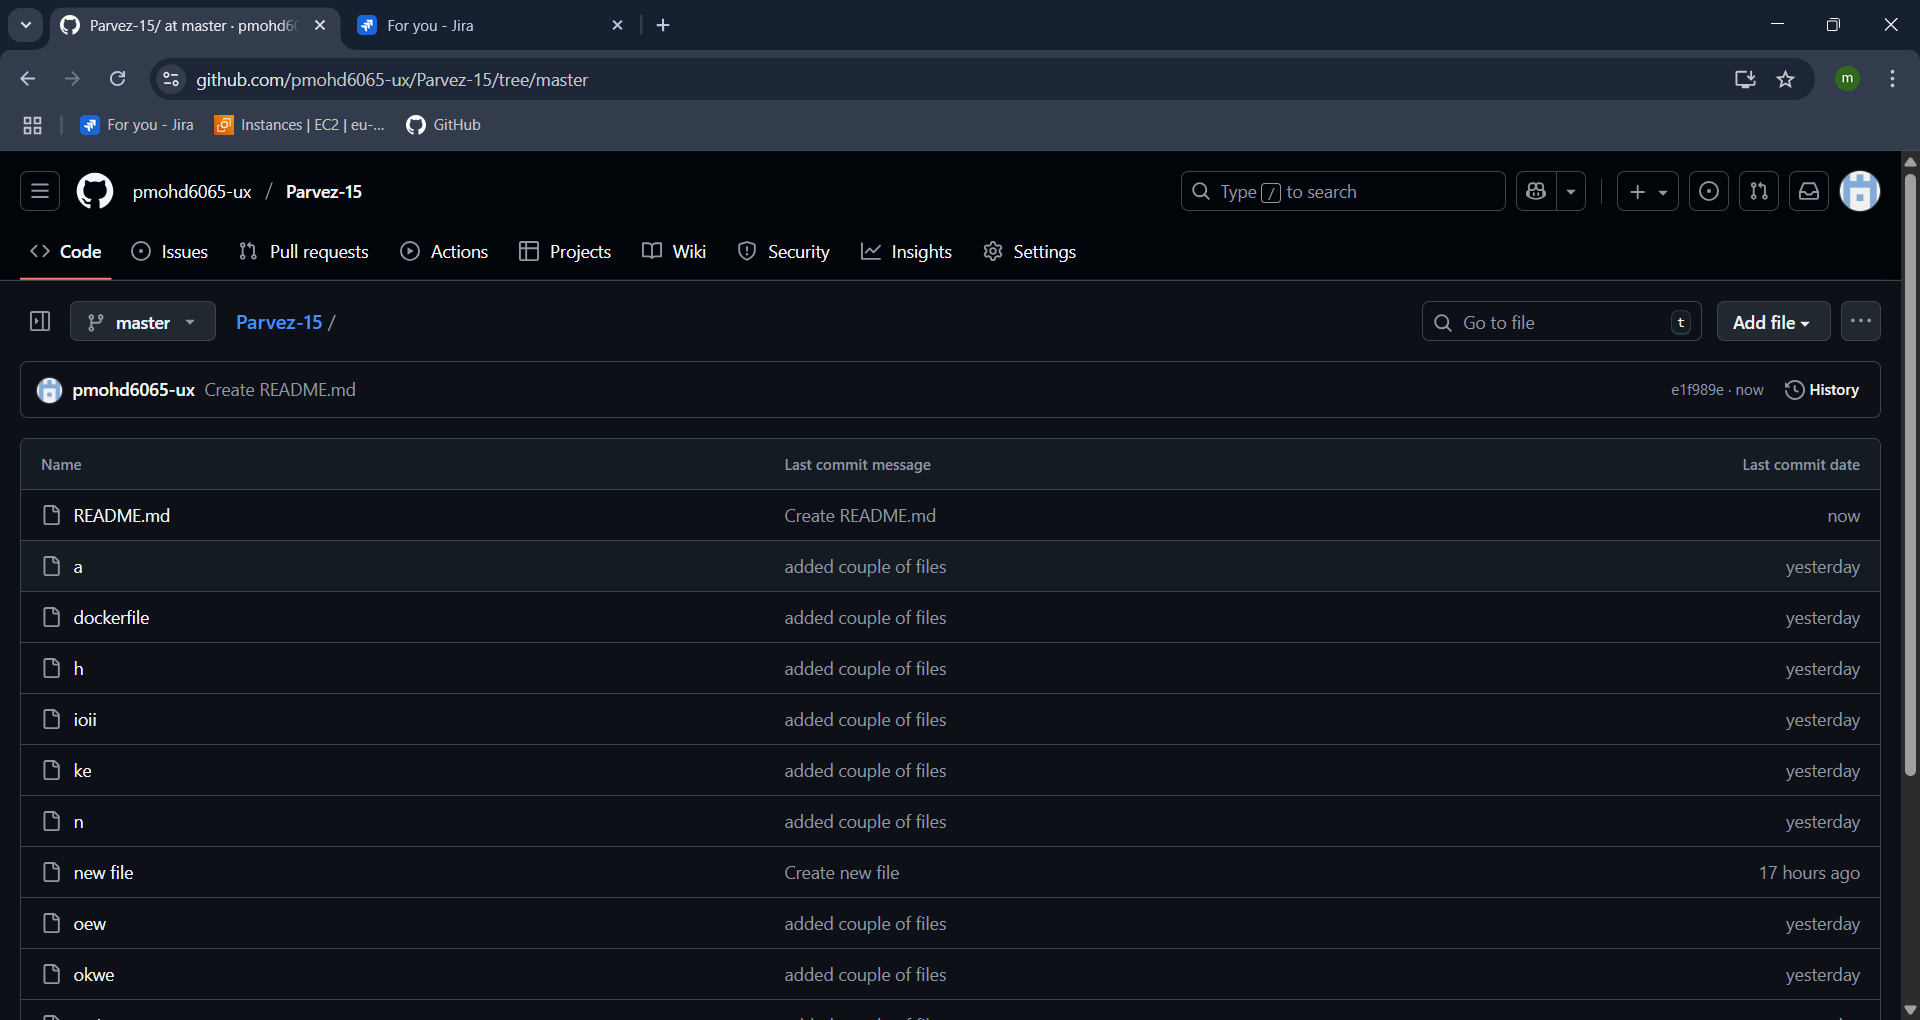 Parvez-15/ at master · pmohd60
For you - Jira
github.com/pmohd6065-ux/Parvez-15/tree/master
m
For you - Jira
Instances | EC2 | eu-...
GitHub
pmohd6065-ux / Parvez-15
Type / to search
Code
Issues
Pull requests
Actions
Projects
Wiki
Security
Insights
Settings
master
Parvez-15 /
Go to file
t
Add file
pmohd6065-ux Create README.md
e1f989e · now
History
Name Last commit message Last commit date
README.md Create README.md now
a added couple of files yesterday
dockerfile added couple of files yesterday
h added couple of files yesterday
ioii added couple of files yesterday
ke added couple of files yesterday
n added couple of files yesterday
new file Create new file 17 hours ago
oew added couple of files yesterday
okwe added couple of files yesterday